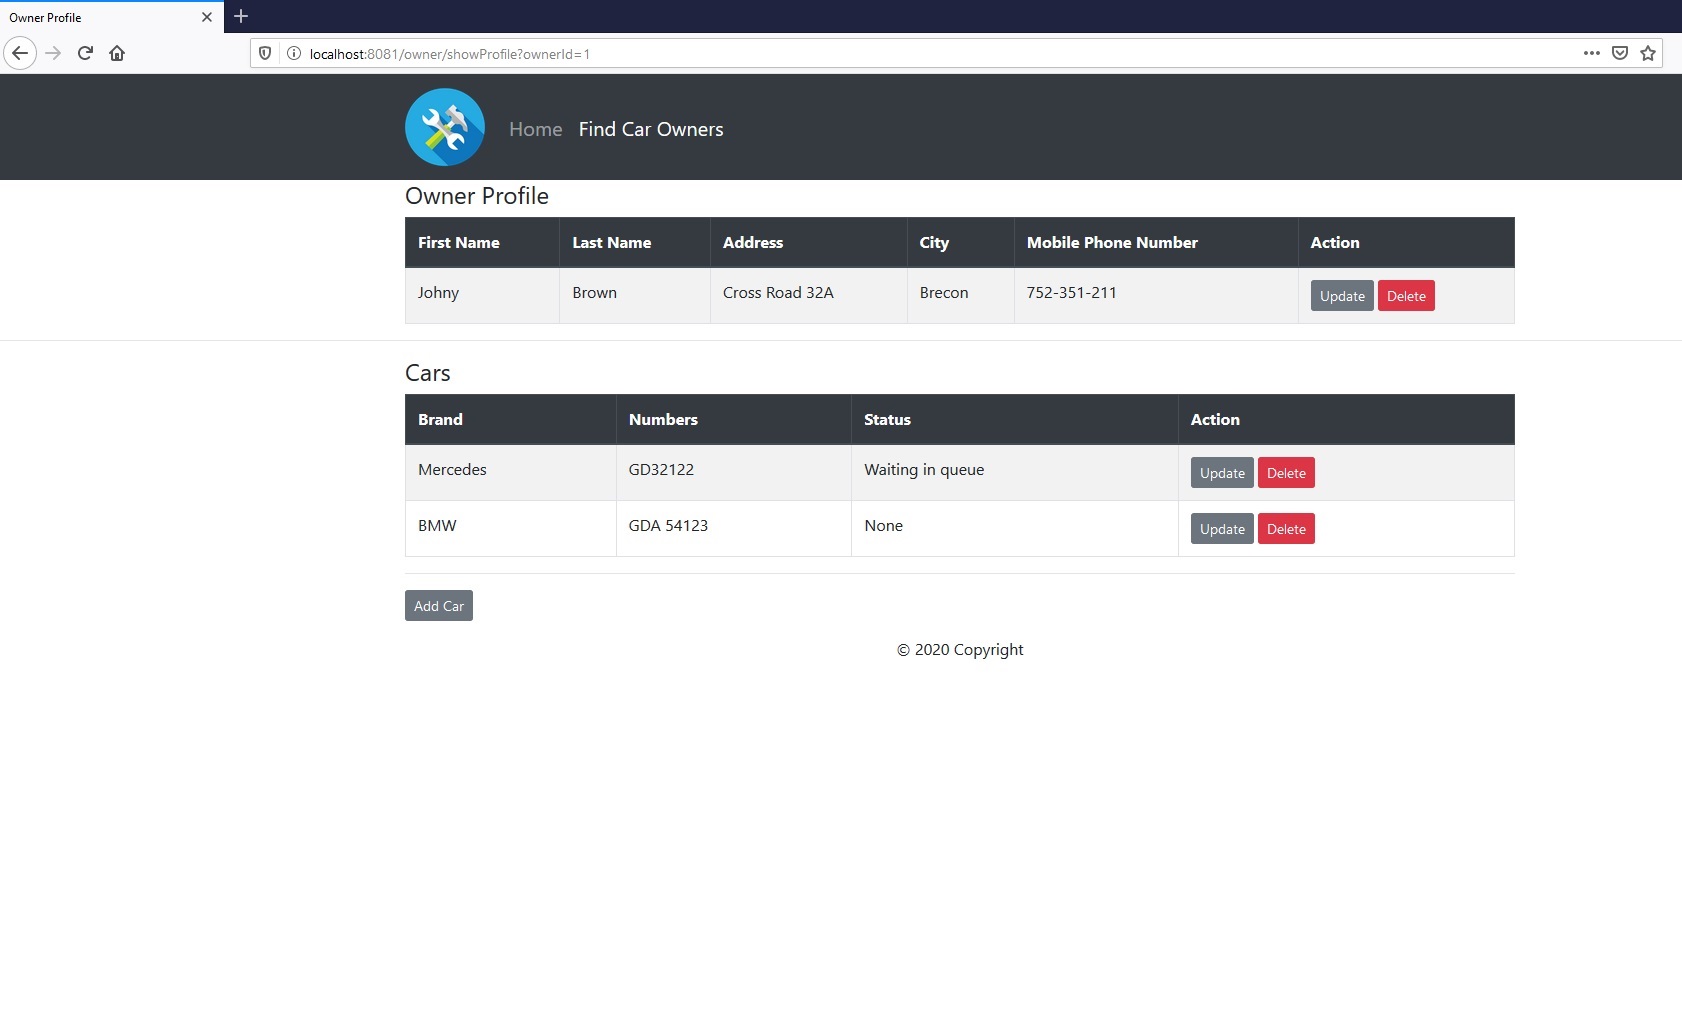 Owner Profile
localhost:8081/owner/showProfile?ownerId=1
Home Find Car Owners
Owner Profile
First Name Last Name Address City Mobile Phone Number Action
Johny Brown Cross Road 32A Brecon 752-351-211 Update Delete
Cars
Brand Numbers Status Action
Mercedes GD32122 Waiting in queue Update Delete
BMW GDA 54123 None Update Delete
Add Car
© 2020 Copyright